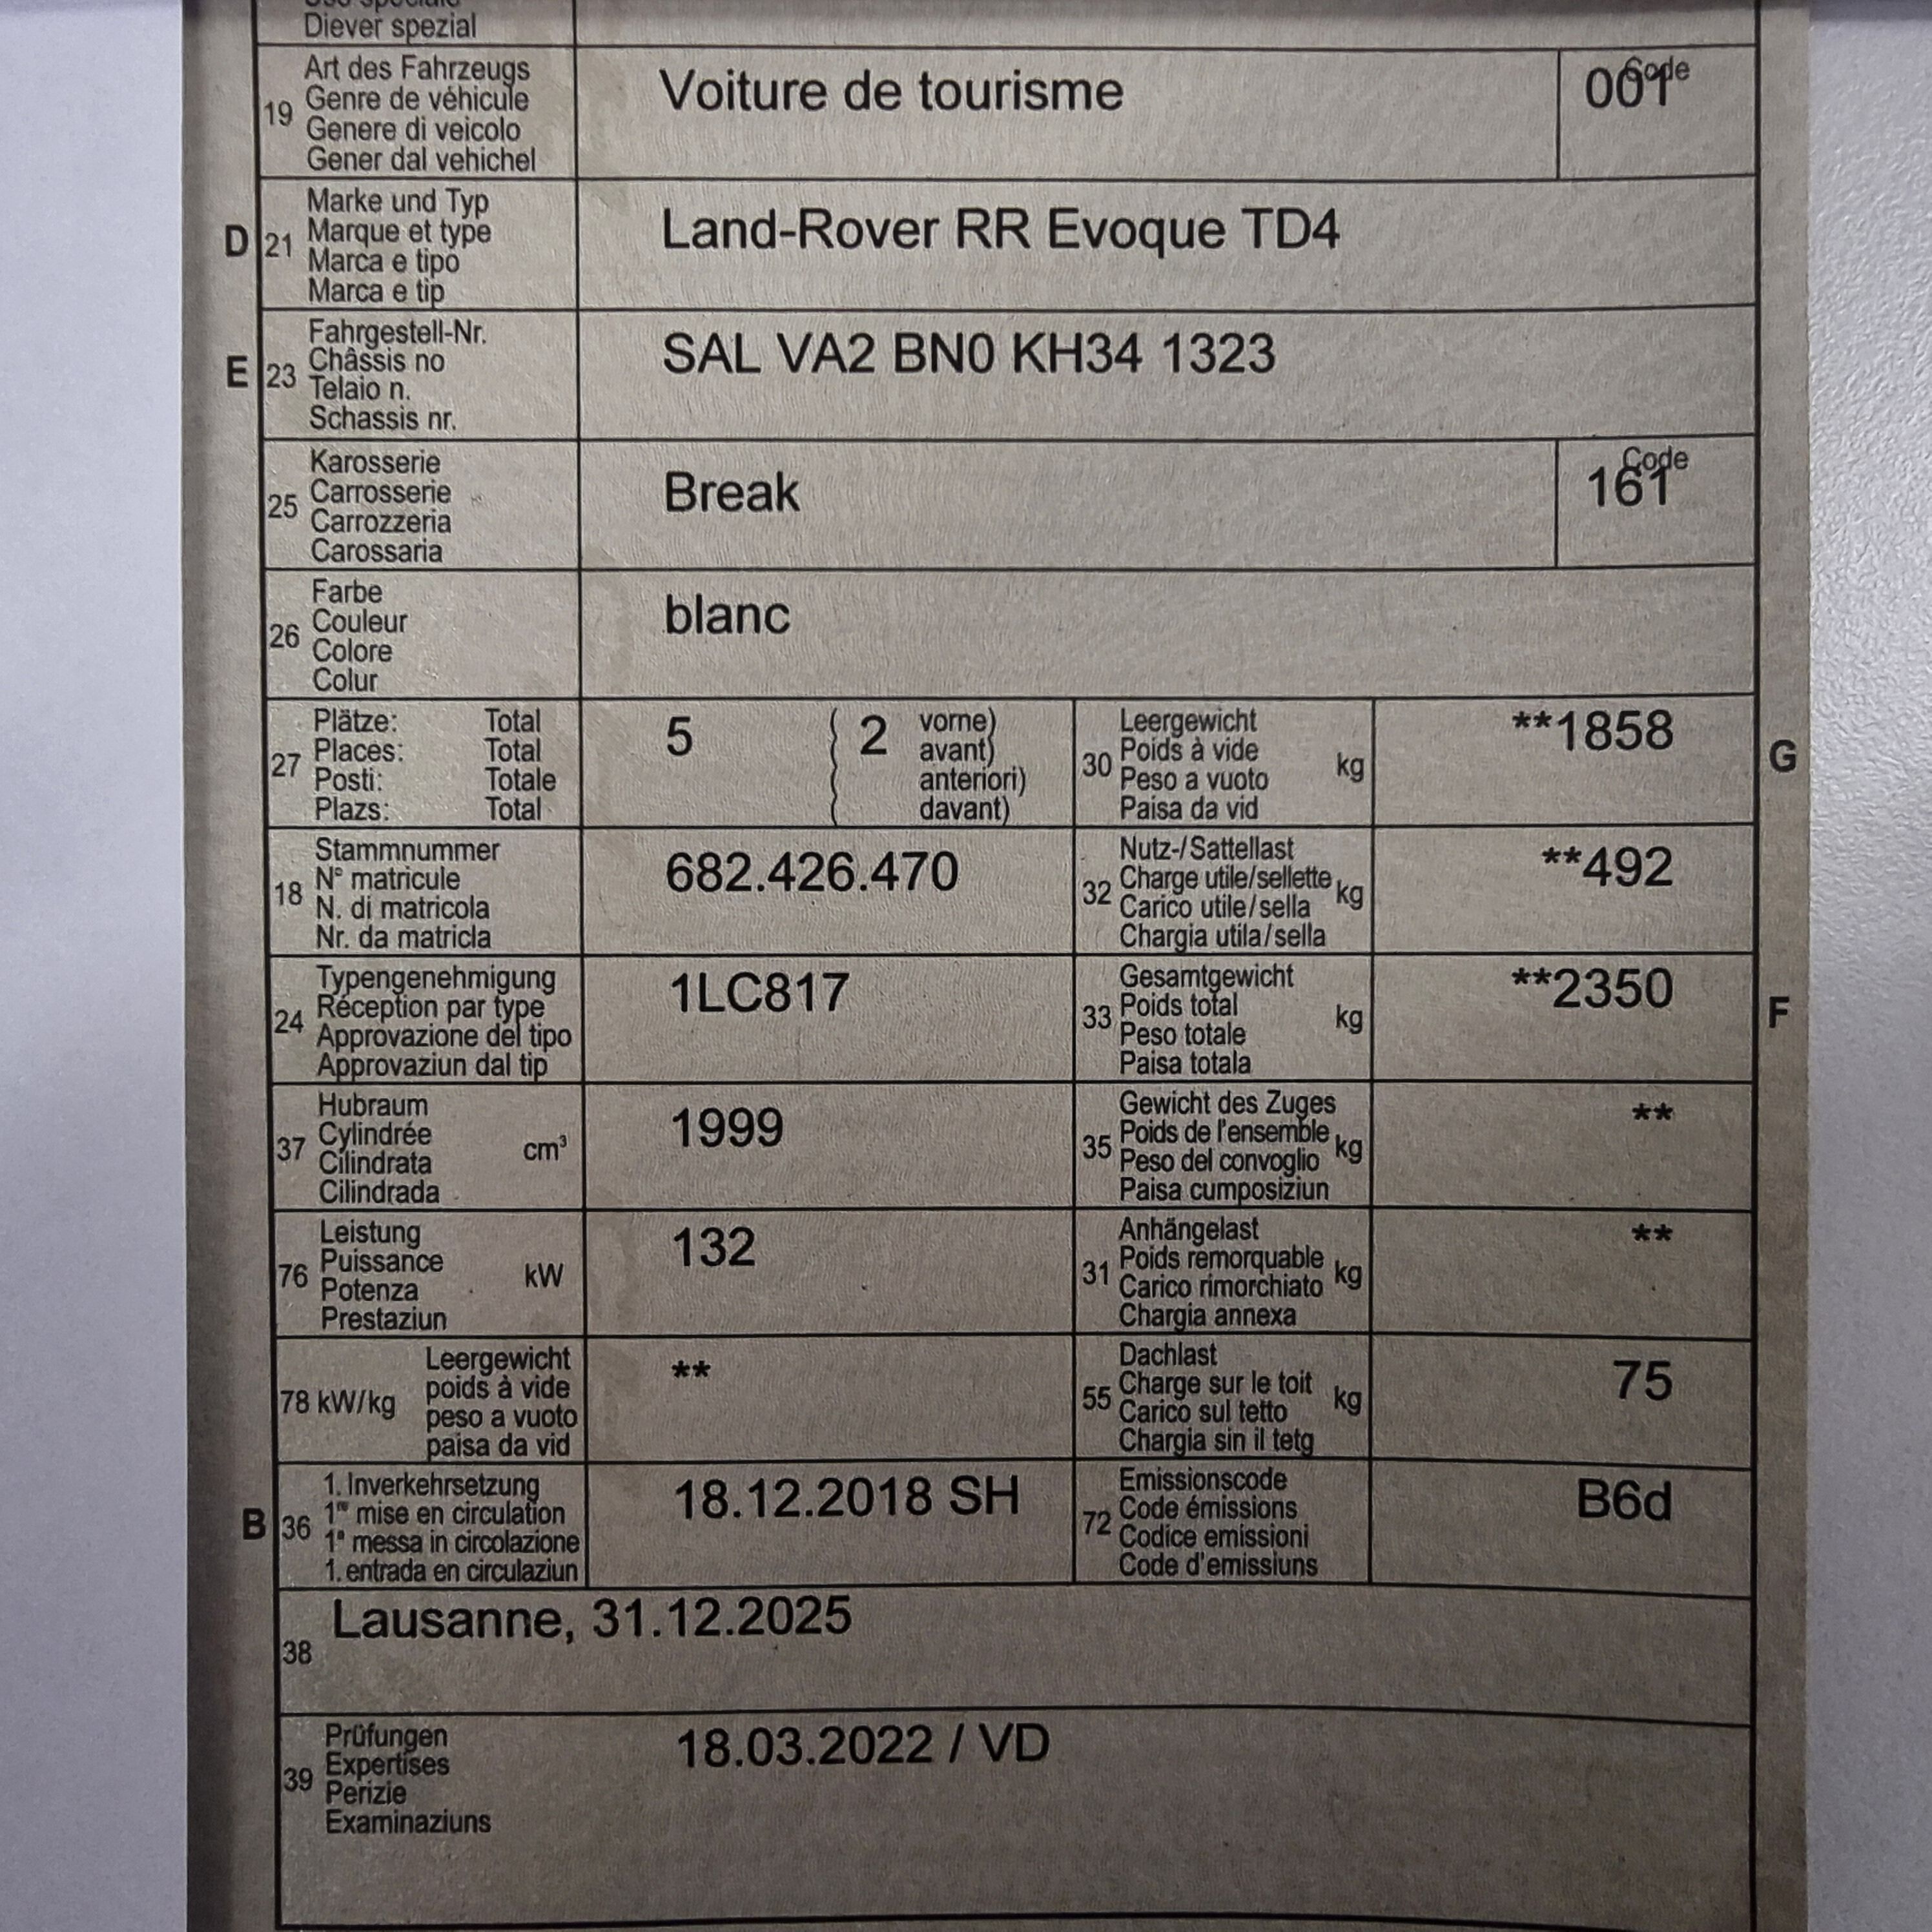 Diever spezial
Art des Fahrzeugs
19 Genre de véhicule
Genere di veicolo
Gener dal vehichel
Voiture de tourisme
Code
001
D 21
Marke und Typ
Marque et type
Marca e tipo
Marca e tip
Land-Rover RR Evoque TD4
E 23
Fahrgestell-Nr.
Châssis no
Telaio n.
Schassis nr.
SAL VA2 BN0 KH34 1323
25
Karosserie
Carrosserie
Carrozzeria
Carossaria
Break
Code
161
26
Farbe
Couleur
Colore
Colur
blanc
27
Plätze: Total
Places: Total
Posti: Totale
Plazs: Total
5 ( 2
vorne)
avant)
anteriori)
davant)
30
Leergewicht
Poids à vide
Peso a vuoto
Paisa da vid
kg
**1858
G
18
Stammnummer
N° matricule
N. di matricola
Nr. da matricla
682.426.470
32
Nutz-/Sattellast
Charge utile/sellette
Carico utile/sella
Chargia utila/sella
kg
**492
24
Typengenehmigung
Réception par type
Approvazione del tipo
Approvaziun dal tip
1LC817
33
Gesamtgewicht
Poids total
Peso totale
Paisa totala
kg
**2350
F
37
Hubraum
Cylindrée
Cilindrata
Cilindrada
cm³
1999
35
Gewicht des Zuges
Poids de l'ensemble
Peso del convoglio
Paisa cumposiziun
kg
**
76
Leistung
Puissance
Potenza
Prestaziun
kW
132
31
Anhängelast
Poids remorquable
Carico rimorchiato
Chargia annexa
kg
**
78 kW/kg
Leergewicht
poids à vide
peso a vuoto
paisa da vid
**
55
Dachlast
Charge sur le toit
Carico sul tetto
Chargia sin il tetg
kg
75
B 36
1. Inverkehrsetzung
1re mise en circulation
1a messa in circolazione
1. entrada en circulaziun
18.12.2018 SH
72
Emissionscode
Code émissions
Codice emissioni
Code d'emissiuns
B6d
38
Lausanne, 31.12.2025
39
Prüfungen
Expertises
Perizie
Examinaziuns
18.03.2022 / VD